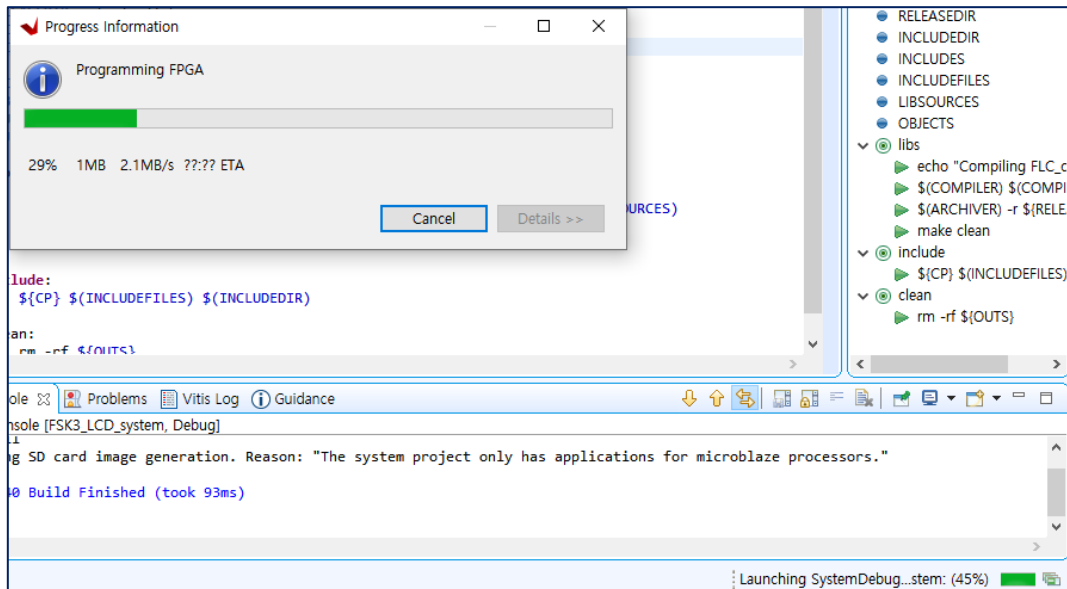 Progress Information
Programming FPGA
29% 1MB 2.1MB/s ??:?? ETA
Cancel
Details >>
URCES)
lude:
${CP} $(INCLUDEFILES) $(INCLUDEDIR)
an:
rm -rf ${OUTS}
RELEASEDIR
INCLUDEDIR
INCLUDES
INCLUDEFILES
LIBSOURCES
OBJECTS
libs
echo "Compiling FLC_c
$(COMPILER) $(COMPI
$(ARCHIVER) -r ${RELE
make clean
include
${CP} $(INCLUDEFILES)
clean
rm -rf ${OUTS}
ole Problems Vitis Log Guidance
nsole [FSK3_LCD_system, Debug]
g SD card image generation. Reason: "The system project only has applications for microblaze processors."
40 Build Finished (took 93ms)
Launching SystemDebug...stem: (45%)